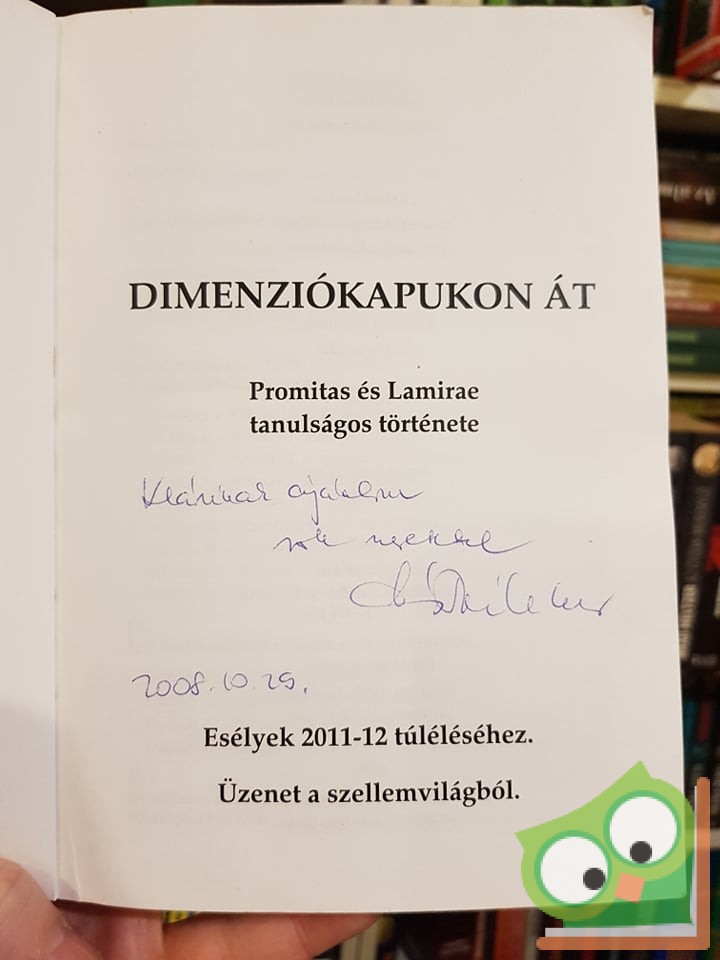 DIMENZIÓKAPUKON ÁT
Promitas és Lamirae
tanulságos története
Klárinak ajánlom
sok szeretettel
2008. 10. 29.
Esélyek 2011-12 túléléséhez.
Üzenet a szellemvilágból.